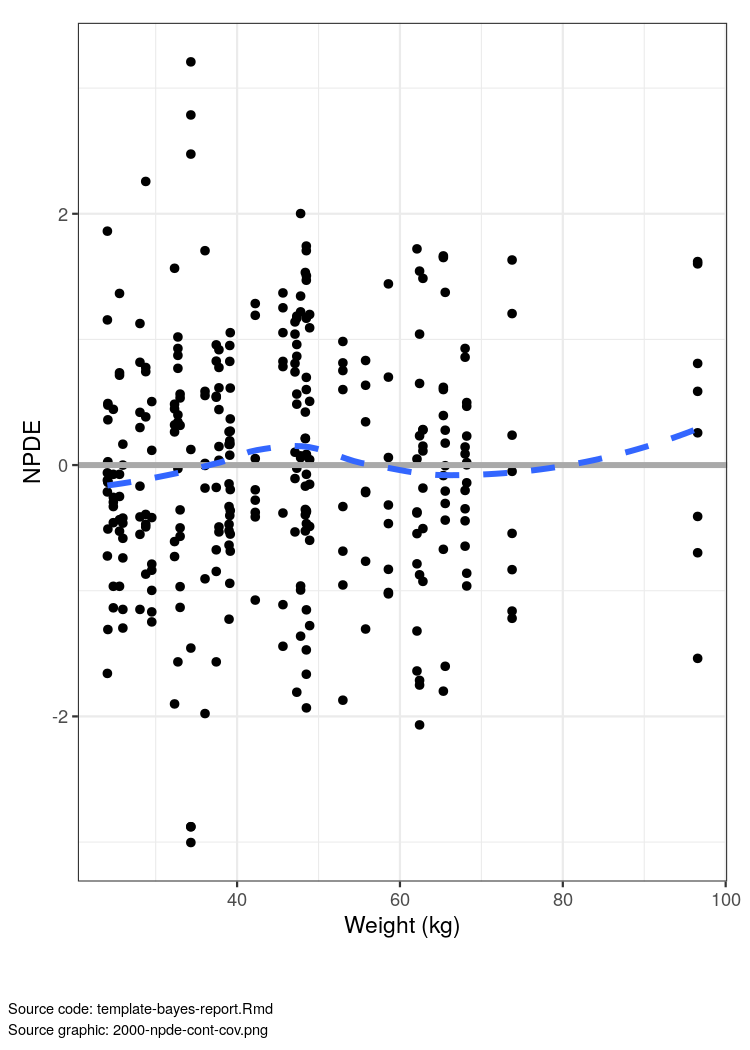 2
0
-2
NPDE
40
60
80
100
Weight (kg)
Source code: template-bayes-report.Rmd
Source graphic: 2000-npde-cont-cov.png